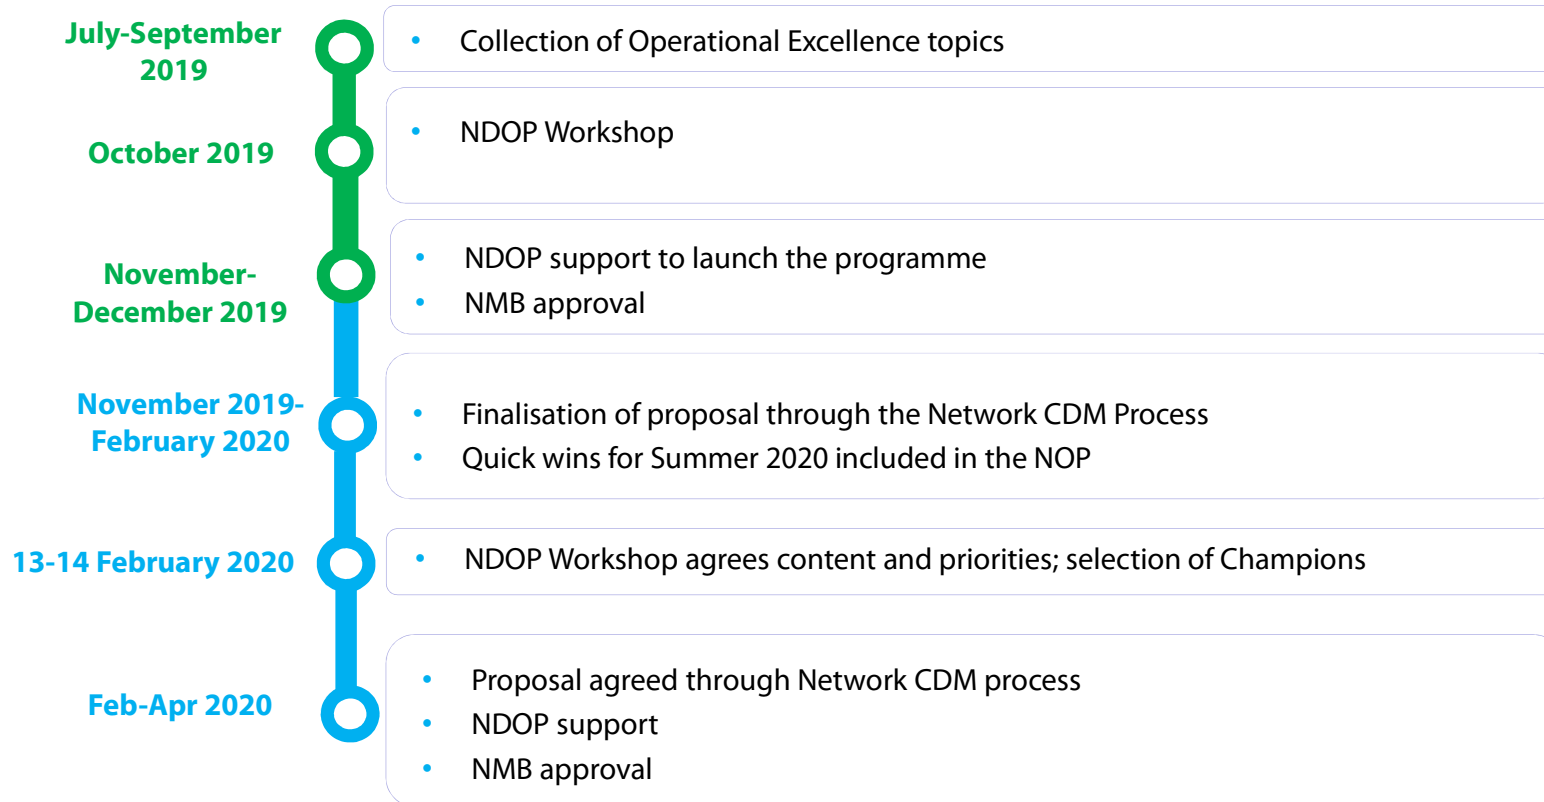 July-September
2019
• Collection of Operational Excellence topics
October 2019
• NDOP Workshop
November-
December 2019
• NDOP support to launch the programme
• NMB approval
November 2019-
February 2020
• Finalisation of proposal through the Network CDM Process
• Quick wins for Summer 2020 included in the NOP
13-14 February 2020
• NDOP Workshop agrees content and priorities; selection of Champions
Feb-Apr 2020
• Proposal agreed through Network CDM process
• NDOP support
• NMB approval